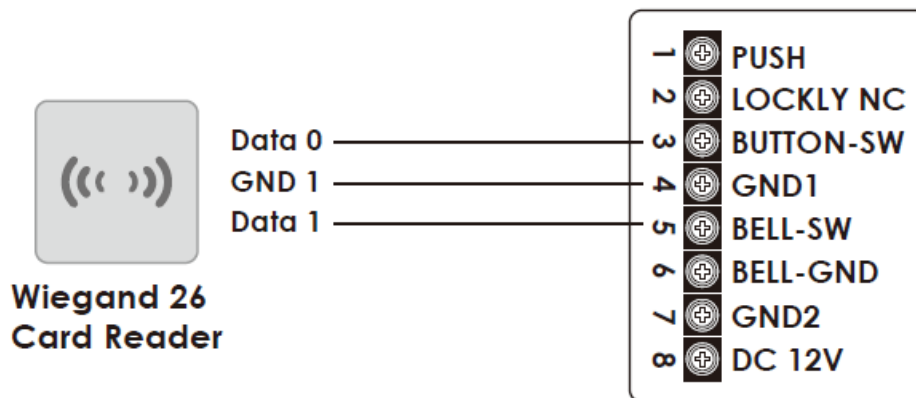 Data 0
GND 1
Data 1
Wiegand 26
Card Reader
1 PUSH
2 LOCKLY NC
3 BUTTON-SW
4 GND1
5 BELL-SW
6 BELL-GND
7 GND2
8 DC 12V